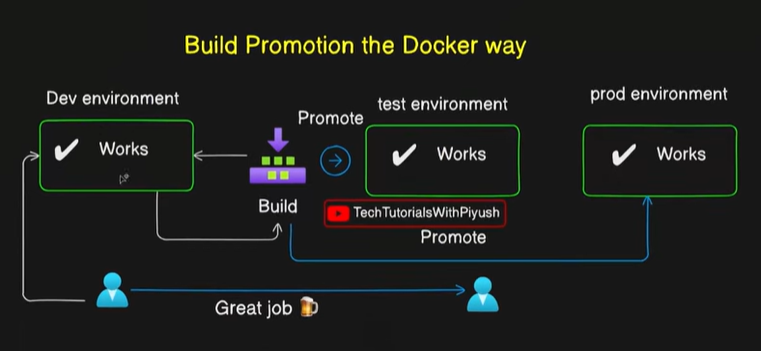 Build Promotion the Docker way
Dev environment
Promote
test environment
prod environment
Works
Works
Works
Build
TechTutorialsWithPiyush
Promote
Great job